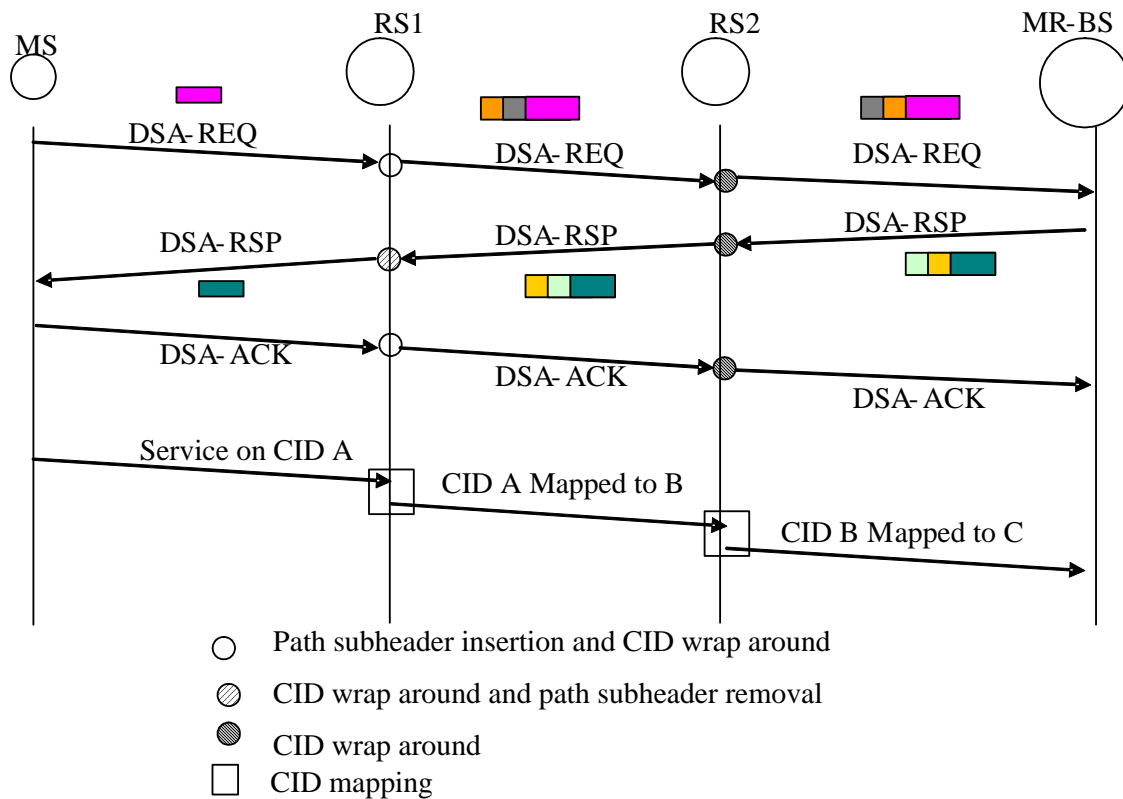 MS
RS1
RS2
MR-BS
DSA-REQ
DSA-REQ
DSA-REQ
DSA-RSP
DSA-RSP
DSA-RSP
DSA-ACK
DSA-ACK
DSA-ACK
Service on CID A
CID A Mapped to B
CID B Mapped to C
Path subheader insertion and CID wrap around
CID wrap around and path subheader removal
CID wrap around
CID mapping